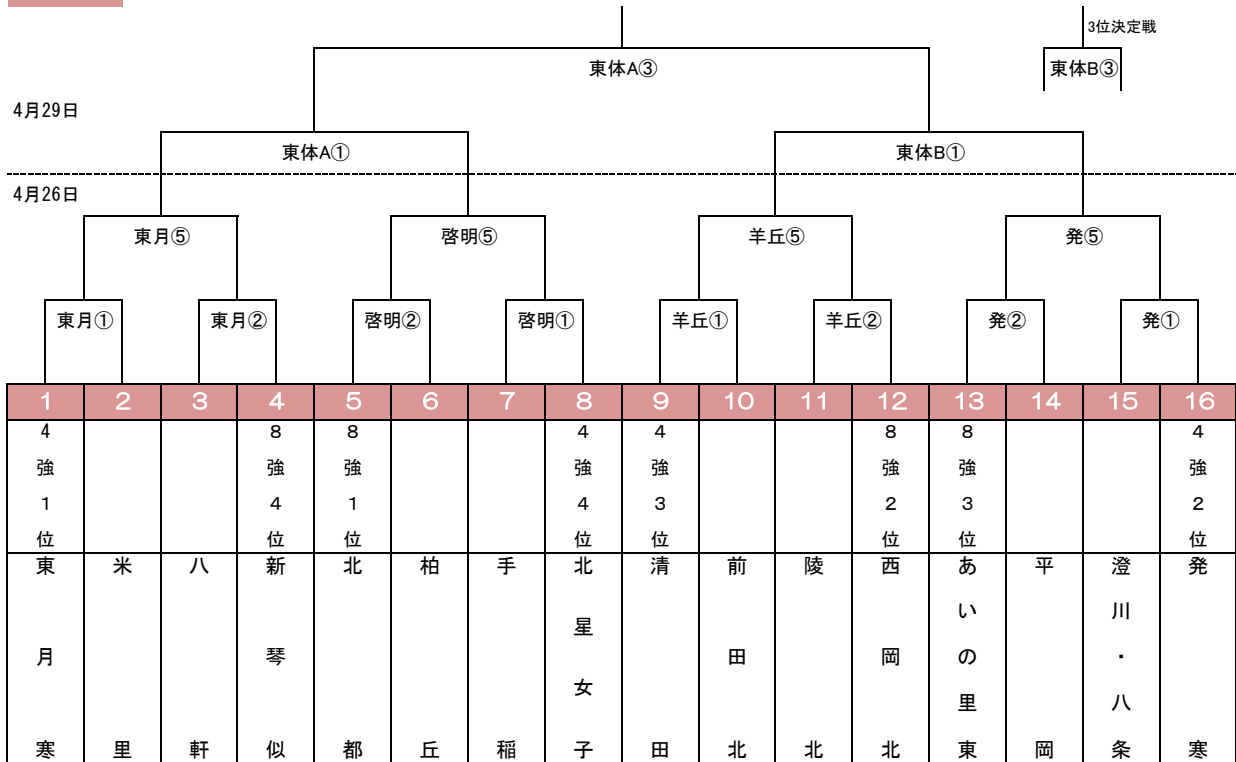 3位決定戦
東体A③
東体B③
4月29日
東体A①
東体B①
4月26日
東月⑤
啓明⑤
羊丘⑤
発⑤
東月①
東月②
啓明②
啓明①
羊丘①
羊丘②
発②
発①
1 2 3 4 5 6 7 8 9 10 11 12 13 14 15 16
4強1位
8強4位
8強1位
4強4位
4強3位
8強2位
8強3位
4強2位
東月寒
米里
八軒
新琴似
北都
柏丘
手稲
北星女子
清田
前田北
陵北
西岡北
あいの里東
平岡
澄川・八条
発寒